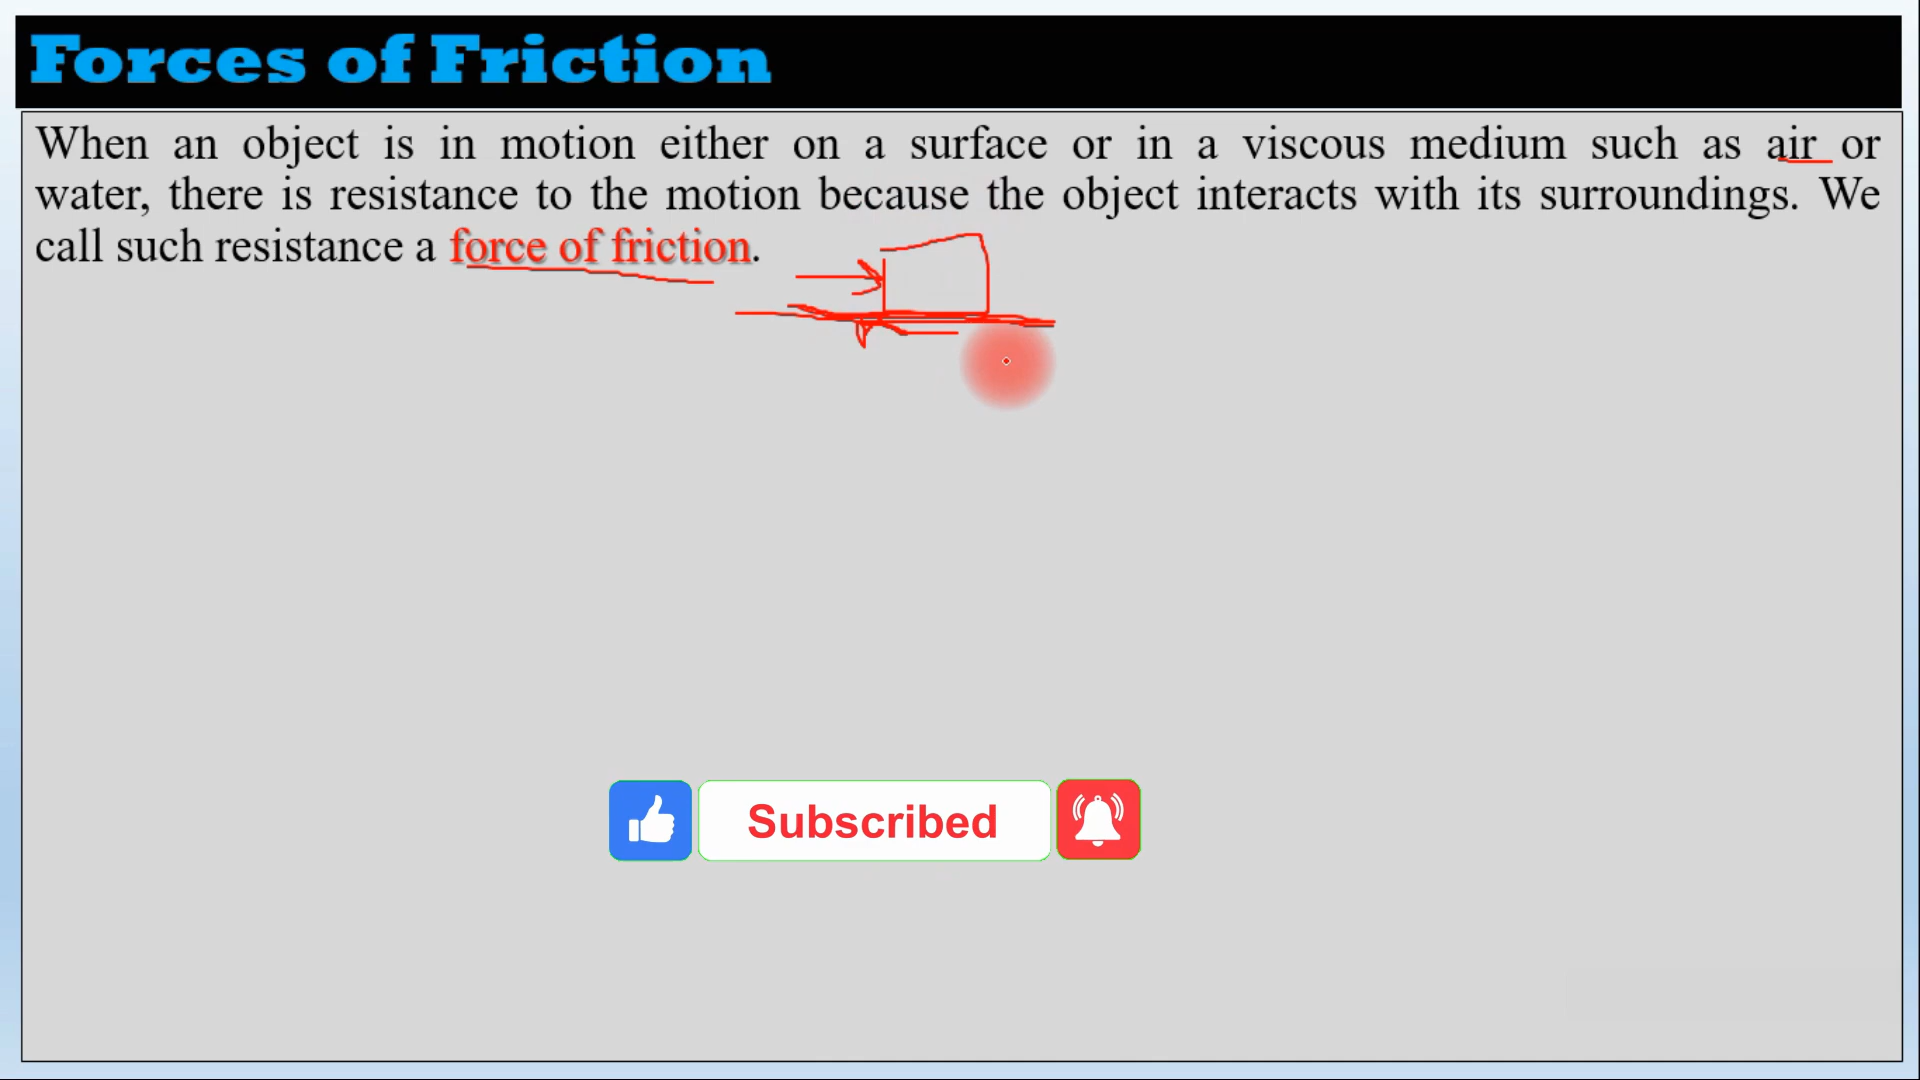 Forces of Friction
When an object is in motion either on a surface or in a viscous medium such as air or
water, there is resistance to the motion because the object interacts with its surroundings. We
call such resistance a force of friction.
Subscribed